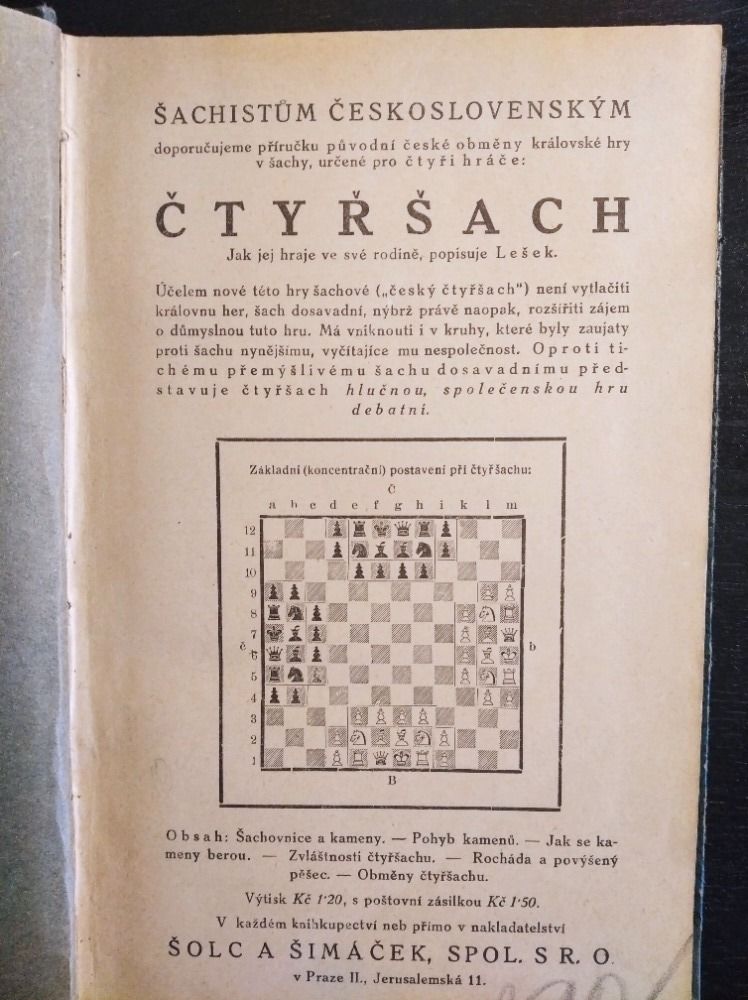 ŠACHISTŮM ČESKOSLOVENSKÝM
doporučujeme příručku původní české obměny královské hry
v šachy, určené pro čtyři hráče:
ČTYŘŠACH
Jak jej hraje ve své rodině, popisuje Lešek.
Účelem nové této hry šachové („český čtyřšach") není vytlačiti
královnu her, šach dosavadní, nýbrž právě naopak, rozšířiti zájem
o důmyslnou tuto hru. Má vniknouti i v kruhy, které byly zaujaty
proti šachu nynějšímu, vyčítajíce mu nespolečnost. Oproti ti-
chému přemýšlivému šachu dosavadnímu před-
stavuje čtyřšach hlučnou, společenskou hru
debatní.
Základní (koncentrační) postavení při čtyřšachu:
Č
a b c d e f g h i k l m
12
11
10
9
8
7
č b
6
5
4
3
2
1
B
Obsah: Šachovnice a kameny. — Pohyb kamenů. — Jak se ka-
meny berou. — Zvláštnosti čtyřšachu. — Rocháda a povýšený
pěšec. — Obměny čtyřšachu.
Výtisk Kč 1·20, s poštovní zásilkou Kč 1·50.
V každém knihkupectví neb přímo v nakladatelství
ŠOLC A ŠIMÁČEK, SPOL. S R. O.
v Praze II., Jerusalemská 11.